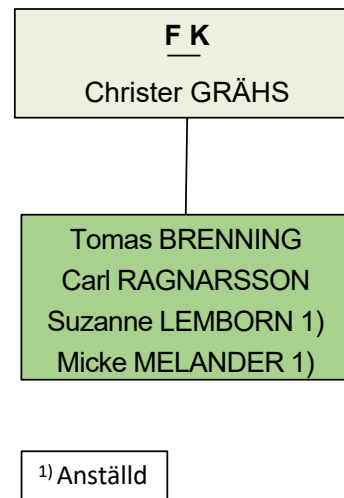 F K
Christer GRÄHS
Tomas BRENNING
Carl RAGNARSSON
Suzanne LEMBORN 1)
Micke MELANDER 1)
1) Anställd